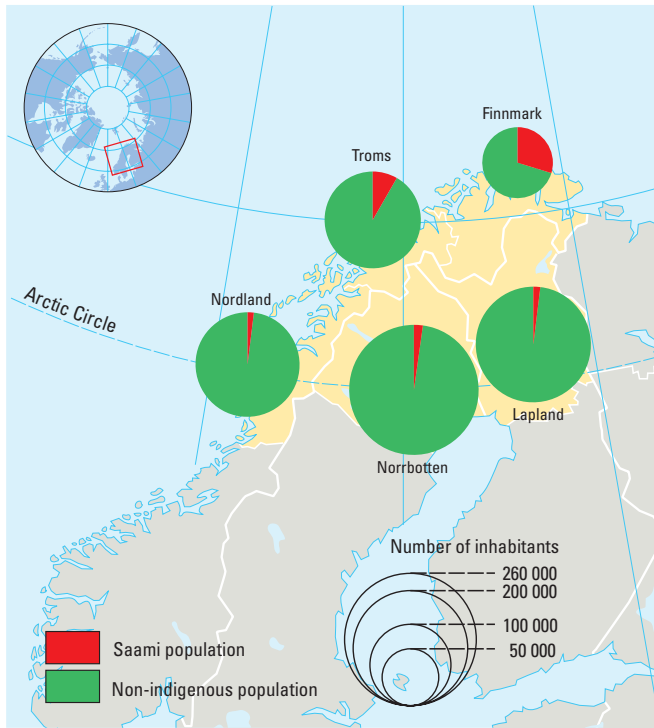 Finnmark
Troms
Nordland
Arctic Circle
Lapland
Norrbotten
Number of inhabitants
260 000
200 000
100 000
50 000
Saami population
Non-indigenous population